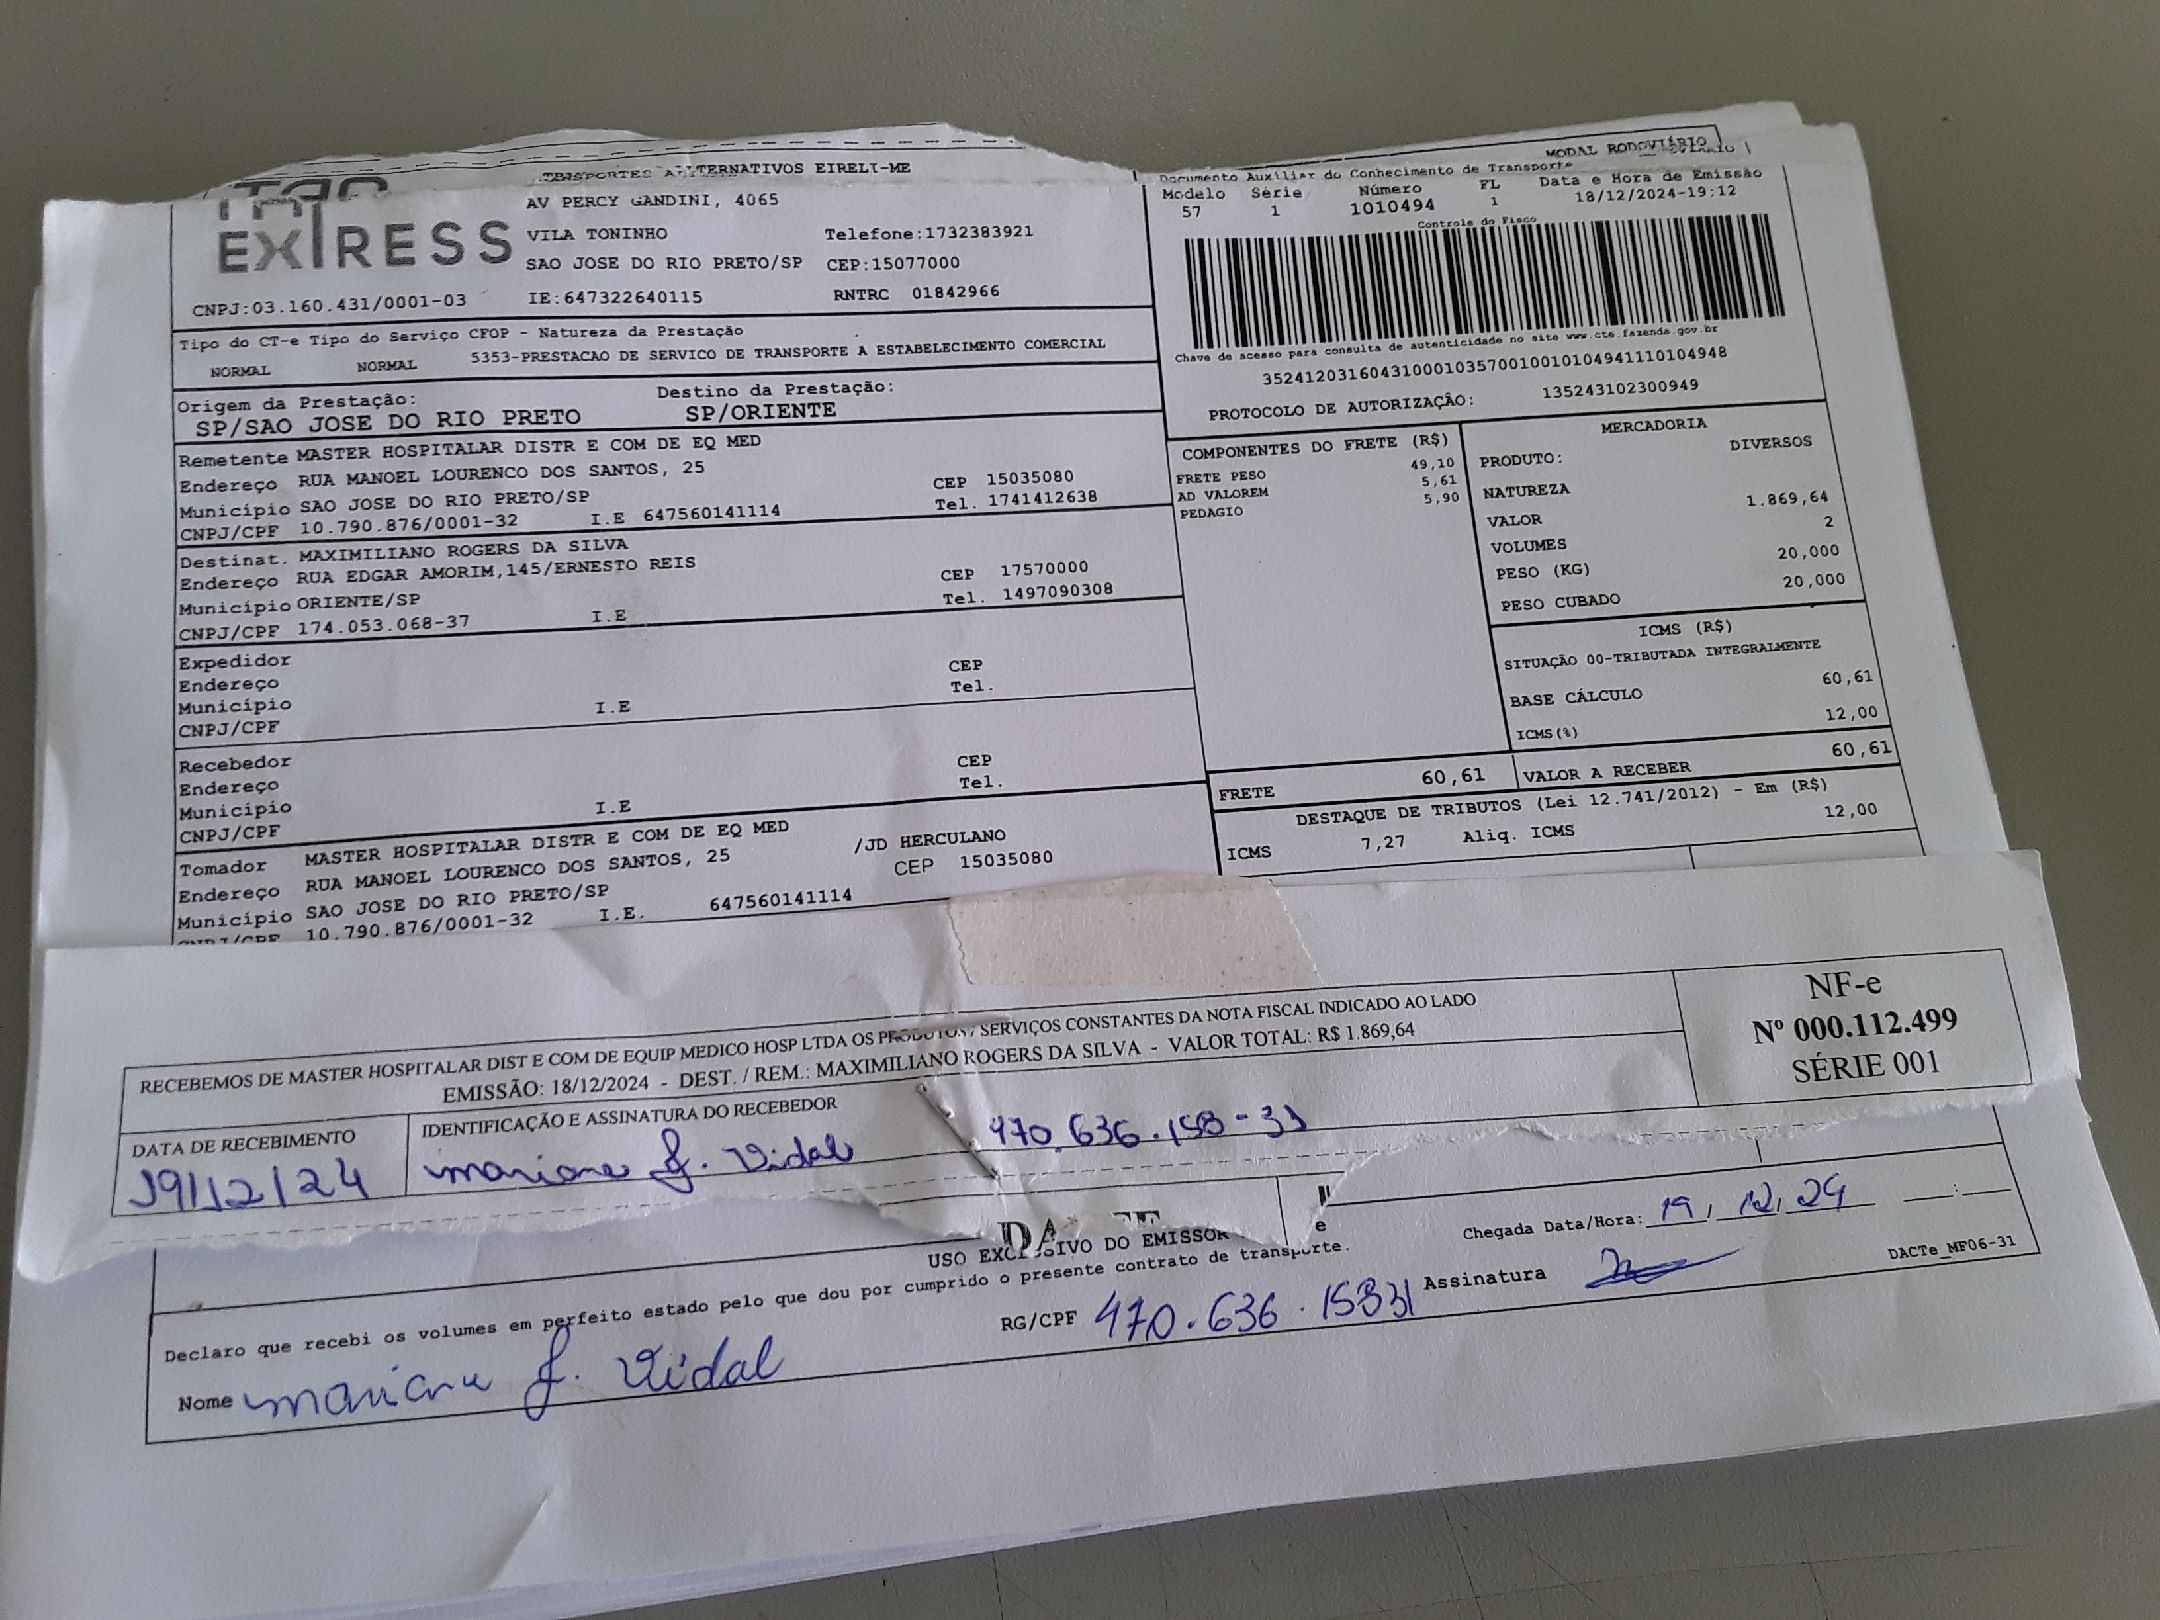 MODAL RODOVIÁRIO
ALTERNATIVOS EIRELI-ME
EXPRESS
AV PERCY GANDINI, 4065
VILA TONINHO Telefone:1732383921
SAO JOSE DO RIO PRETO/SP CEP:15077000
CNPJ:03.160.431/0001-03 IE:647322640115 RNTRC 01842966
Documento Auxiliar do Conhecimento de Transporte
Modelo Série Número FL Data e Hora de Emissão
57 1 1010494 1 18/12/2024-19:12
Controle do Fisco
Chave de acesso para consulta de autenticidade no site www.cte.fazenda.gov.br
35241203160431000103570010010104941110104948
PROTOCOLO DE AUTORIZAÇÃO: 135243102300949
Tipo do CT-e Tipo do Serviço CFOP - Natureza da Prestação
NORMAL NORMAL 5353-PRESTACAO DE SERVICO DE TRANSPORTE A ESTABELECIMENTO COMERCIAL
Origem da Prestação: Destino da Prestação:
SP/SAO JOSE DO RIO PRETO SP/ORIENTE
Remetente MASTER HOSPITALAR DISTR E COM DE EQ MED
Endereço RUA MANOEL LOURENCO DOS SANTOS, 25 CEP 15035080
Município SAO JOSE DO RIO PRETO/SP Tel. 1741412638
CNPJ/CPF 10.790.876/0001-32 I.E 647560141114
Destinat. MAXIMILIANO ROGERS DA SILVA
Endereço RUA EDGAR AMORIM,145/ERNESTO REIS CEP 17570000
Município ORIENTE/SP Tel. 1497090308
CNPJ/CPF 174.053.068-37 I.E
Expedidor CEP
Endereço Tel.
Município I.E
CNPJ/CPF
Recebedor CEP
Endereço Tel.
Município I.E
CNPJ/CPF
Tomador MASTER HOSPITALAR DISTR E COM DE EQ MED /JD HERCULANO
Endereço RUA MANOEL LOURENCO DOS SANTOS, 25 CEP 15035080
Município SAO JOSE DO RIO PRETO/SP I.E. 647560141114
CNPJ/CPF 10.790.876/0001-32
COMPONENTES DO FRETE (R$)
FRETE PESO 49,10
AD VALOREM 5,61
PEDAGIO 5,90
MERCADORIA
PRODUTO: DIVERSOS
NATUREZA
VALOR 1.869,64
VOLUMES 2
PESO (KG) 20,000
PESO CUBADO 20,000
ICMS (R$)
SITUAÇÃO 00-TRIBUTADA INTEGRALMENTE
BASE CÁLCULO 60,61
ICMS(%) 12,00
FRETE 60,61 VALOR A RECEBER 60,61
DESTAQUE DE TRIBUTOS (Lei 12.741/2012) - Em (R$)
ICMS 7,27 Aliq. ICMS 12,00
RECEBEMOS DE MASTER HOSPITALAR DIST E COM DE EQUIP MEDICO HOSP LTDA OS PRODUTOS / SERVIÇOS CONSTANTES DA NOTA FISCAL INDICADO AO LADO
EMISSÃO: 18/12/2024 - DEST. / REM.: MAXIMILIANO ROGERS DA SILVA - VALOR TOTAL: R$ 1.869,64
NF-e
Nº 000.112.499
SÉRIE 001
DATA DE RECEBIMENTO IDENTIFICAÇÃO E ASSINATURA DO RECEBEDOR
19/12/24 mariane f. Vidal 470.636.158-31
USO EXCLUSIVO DO EMISSOR
Chegada Data/Hora: 19, 12, 24 :
Declaro que recebi os volumes em perfeito estado pelo que dou por cumprido o presente contrato de transporte.
Nome mariane f. Vidal RG/CPF 470.636.15831 Assinatura
DACTe_MF06-31